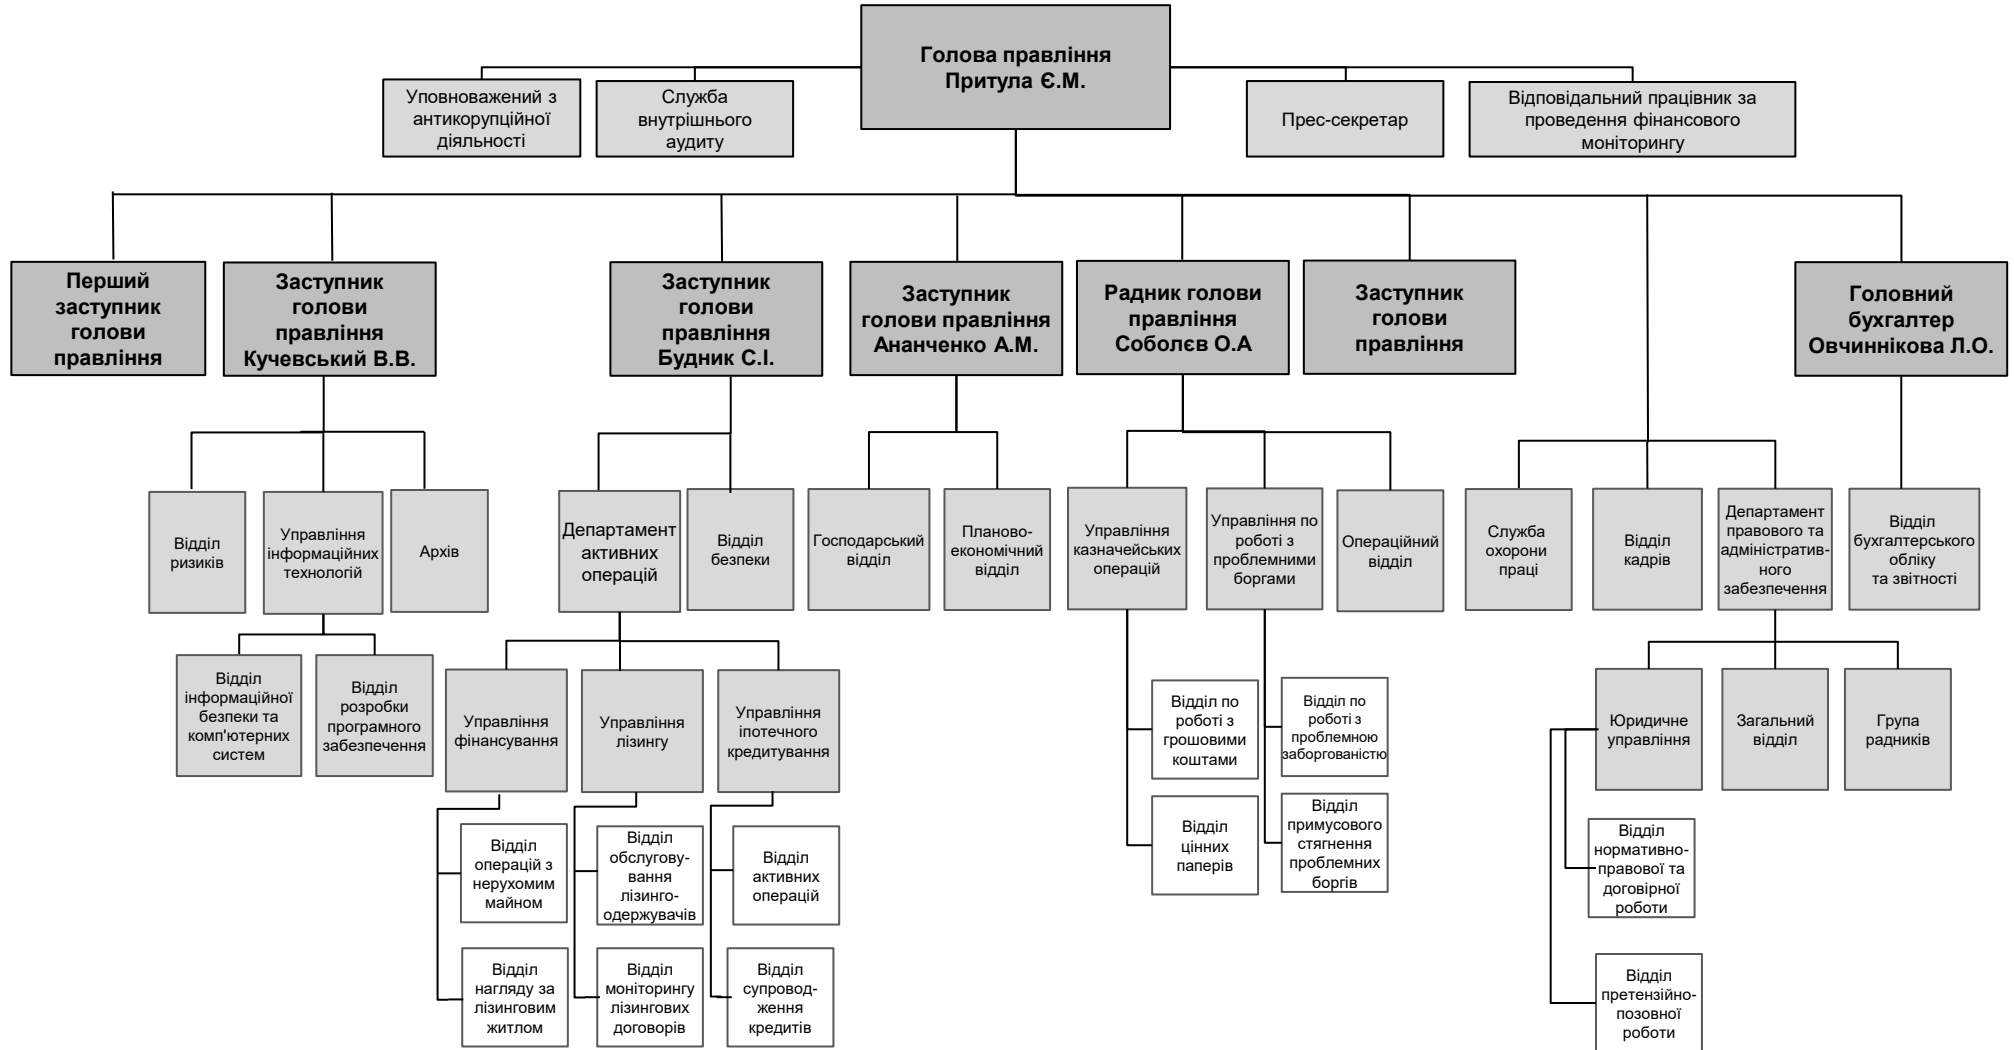 Голова правління
Притула Є.М.
Уповноважений з
антикорупційної
діяльності
Служба
внутрішнього
аудиту
Прес-секретар
Відповідальний працівник за
проведення фінансового
моніторингу
Перший
заступник
голови
правління
Заступник
голови
правління
Кучевський В.В.
Заступник
голови
правління
Будник С.І.
Заступник
голови правління
Ананченко А.М.
Радник голови
правління
Соболєв О.А
Заступник
голови
правління
Головний
бухгалтер
Овчиннікова Л.О.
Відділ
ризиків
Управління
інформаційних
технологій
Архів
Департамент
активних
операцій
Відділ
безпеки
Господарський
відділ
Планово-
економічний
відділ
Управління
казначейських
операцій
Управління по
роботі з
проблемними
боргами
Операційний
відділ
Служба
охорони
праці
Відділ
кадрів
Департамент
правового та
адміністратив-
ного
забезпечення
Відділ
бухгалтерського
обліку
та звітності
Відділ
інформаційної
безпеки та
комп'ютерних
систем
Відділ
розробки
програмного
забезпечення
Управління
фінансування
Управління
лізингу
Управління
іпотечного
кредитування
Відділ по
роботі з
грошовими
коштами
Відділ по
роботі з
проблемною
заборгованістю
Юридичне
управління
Загальний
відділ
Група
радників
Відділ
операцій з
нерухомим
майном
Відділ
обслугову-
вання
лізинго-
одержувачів
Відділ
активних
операцій
Відділ
цінних
паперів
Відділ
примусового
стягнення
проблемних
боргів
Відділ
нормативно-
правової та
договірної
роботи
Відділ
нагляду за
лізинговим
житлом
Відділ
моніторингу
лізингових
договорів
Відділ
супровод-
ження
кредитів
Відділ
претензійно-
позовної
роботи